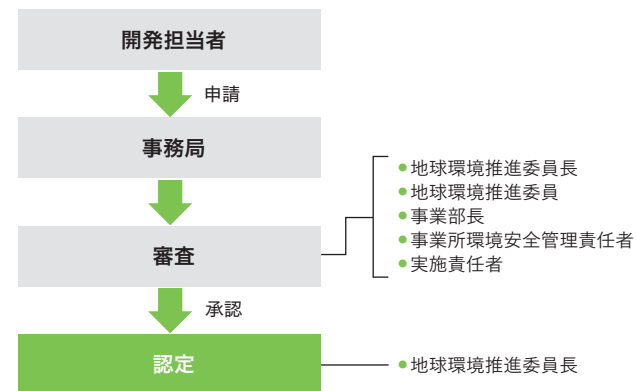 開発担当者
申請
事務局
審査
●地球環境推進委員長
●地球環境推進委員
●事業部長
●事業所環境安全管理責任者
●実施責任者
承認
認定
●地球環境推進委員長